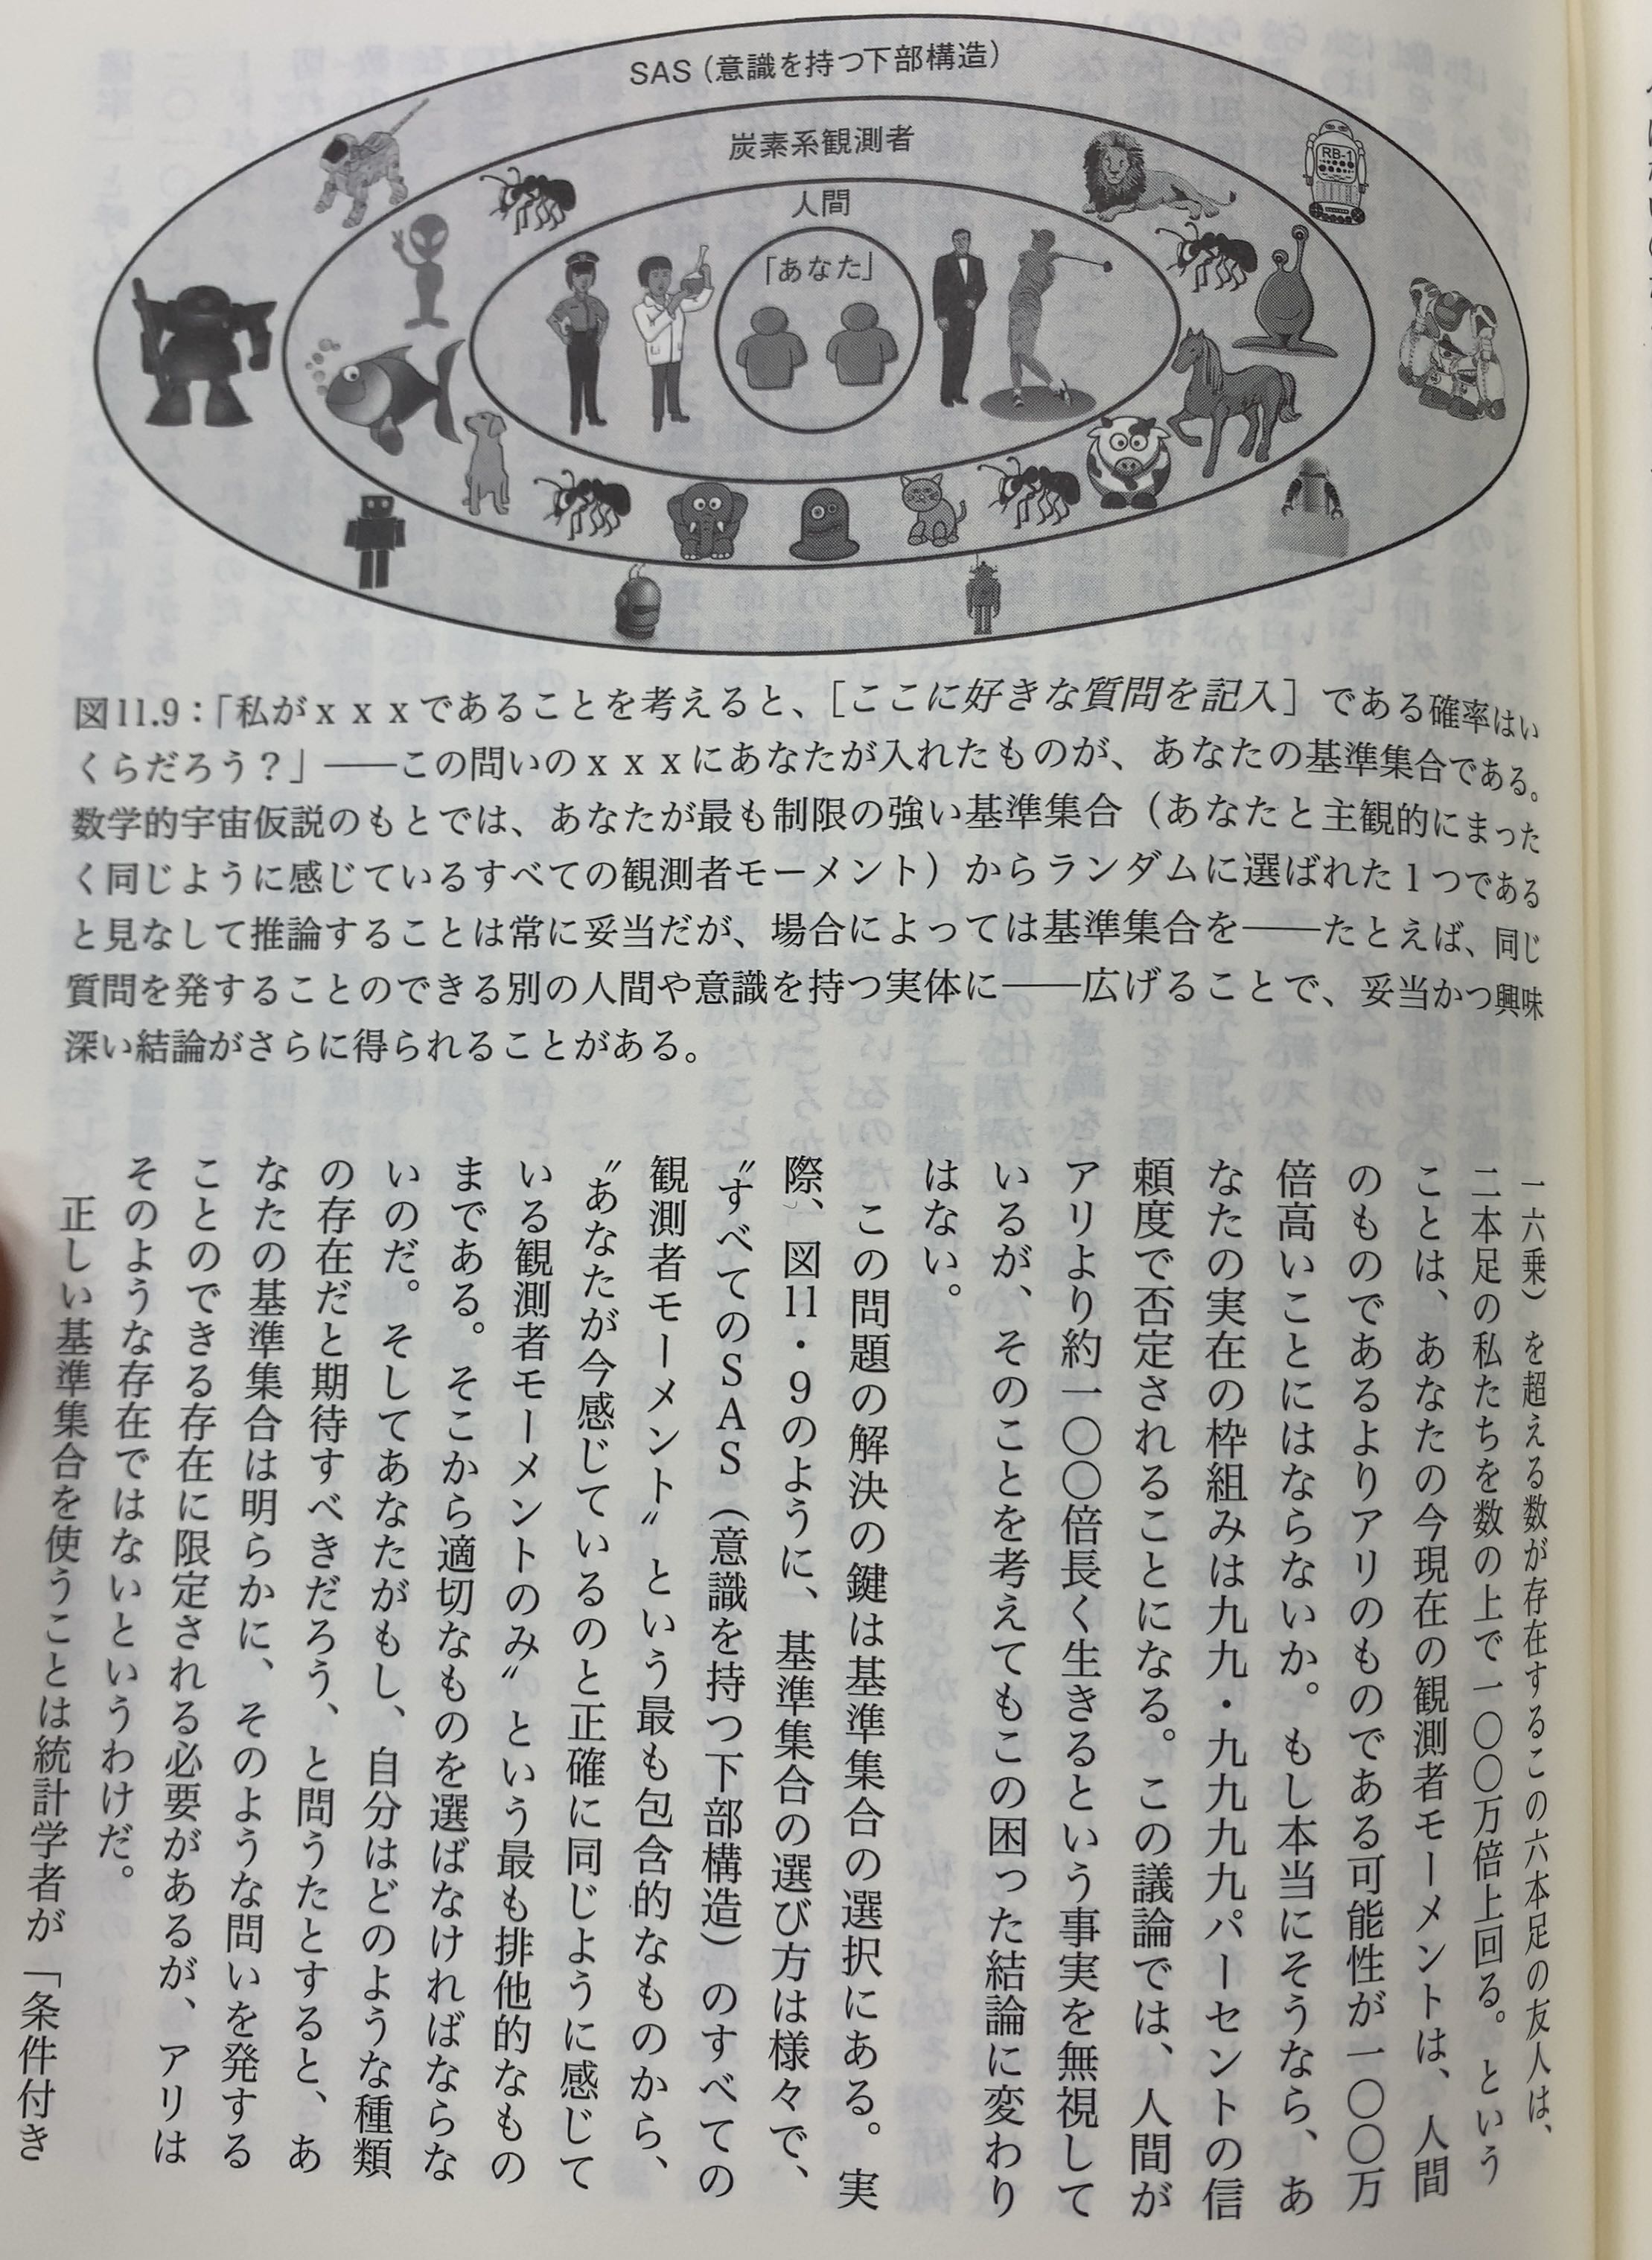 SAS（意識を持つ下部構造）
炭素系観測者
人間
「あなた」
RB-1
図11.9：「私がｘｘｘであることを考えると、［ここに好きな質問を記入］である確率はい
くらだろう？」――この問いのｘｘｘにあなたが入れたものが、あなたの基準集合である。
数学的宇宙仮説のもとでは、あなたが最も制限の強い基準集合（あなたと主観的にまった
く同じように感じているすべての観測者モーメント）からランダムに選ばれた1つである
と見なして推論することは常に妥当だが、場合によっては基準集合を――たとえば、同じ
質問を発することのできる別の人間や意識を持つ実体に――広げることで、妥当かつ興味
深い結論がさらに得られることがある。
一六乗）を超える数が存在するこの六本足の友人は、
二本足の私たちを数の上で一〇〇万倍上回る。という
ことは、あなたの今現在の観測者モーメントは、人間
のものであるよりアリのものである可能性が一〇〇万
倍高いことにはならないか。もし本当にそうなら、あ
なたの実在の枠組みは九九・九九九九パーセントの信
頼度で否定されることになる。この議論では、人間が
アリより約一〇〇倍長く生きるという事実を無視して
いるが、そのことを考えてもこの困った結論に変わり
はない。
この問題の解決の鍵は基準集合の選択にある。実
際、図11・9のように、基準集合の選び方は様々で、
〝すべてのSAS（意識を持つ下部構造）のすべての
観測者モーメント〟という最も包含的なものから、
〝あなたが今感じているのと正確に同じように感じて
いる観測者モーメントのみ〟という最も排他的なもの
まである。そこから適切なものを選ばなければならな
いのだ。そしてあなたがもし、自分はどのような種類
の存在だと期待すべきだろう、と問うたとすると、あ
なたの基準集合は明らかに、そのような問いを発する
ことのできる存在に限定される必要があるが、アリは
そのような存在ではないというわけだ。
正しい基準集合を使うことは統計学者が「条件付き